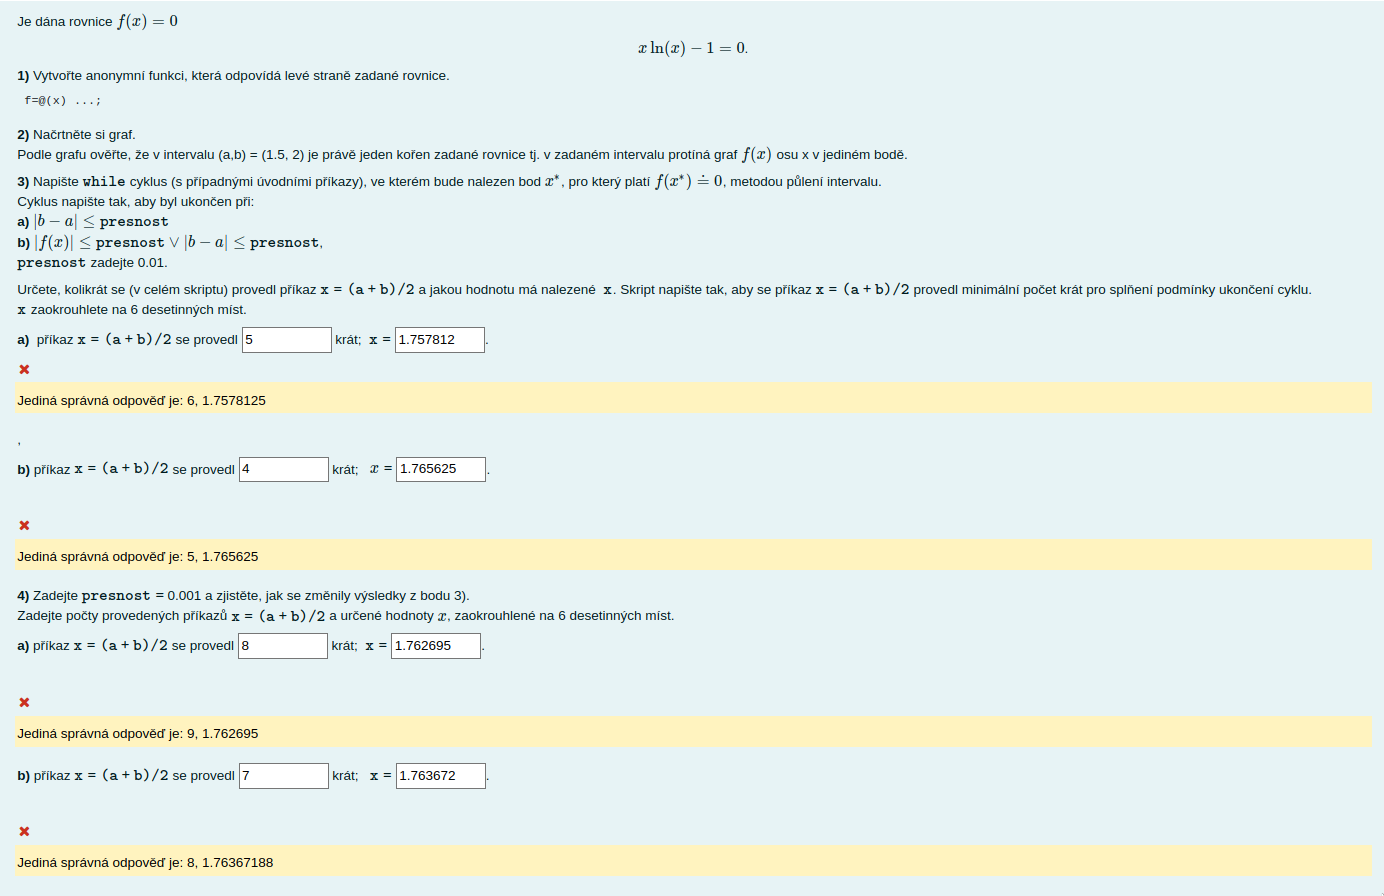 Je dána rovnice f(x) = 0
x ln(x) − 1 = 0.
1) Vytvořte anonymní funkci, která odpovídá levé straně zadané rovnice.
f=@(x) ...;
2) Načrtněte si graf.
Podle grafu ověřte, že v intervalu (a,b) = (1.5, 2) je právě jeden kořen zadané rovnice tj. v zadaném intervalu protíná graf f(x) osu x v jediném bodě.
3) Napište while cyklus (s případnými úvodními příkazy), ve kterém bude nalezen bod x*, pro který platí f(x*) ≐ 0, metodou půlení intervalu.
Cyklus napište tak, aby byl ukončen při:
a) |b − a| ≤ presnost
b) |f(x)| ≤ presnost ∨ |b − a| ≤ presnost,
presnost zadejte 0.01.
Určete, kolikrát se (v celém skriptu) provedl příkaz x = (a + b)/2 a jakou hodnotu má nalezené x. Skript napište tak, aby se příkaz x = (a + b)/2 provedl minimální počet krát pro splňení podmínky ukončení cyklu.
x zaokrouhlete na 6 desetinných míst.
a) příkaz x = (a + b)/2 se provedl 5 krát; x = 1.757812.
Jediná správná odpověď je: 6, 1.7578125
,
b) příkaz x = (a + b)/2 se provedl 4 krát; x = 1.765625.
Jediná správná odpověď je: 5, 1.765625
4) Zadejte presnost = 0.001 a zjistěte, jak se změnily výsledky z bodu 3).
Zadejte počty provedených příkazů x = (a + b)/2 a určené hodnoty x, zaokrouhlené na 6 desetinných míst.
a) příkaz x = (a + b)/2 se provedl 8 krát; x = 1.762695.
Jediná správná odpověď je: 9, 1.762695
b) příkaz x = (a + b)/2 se provedl 7 krát; x = 1.763672.
Jediná správná odpověď je: 8, 1.76367188